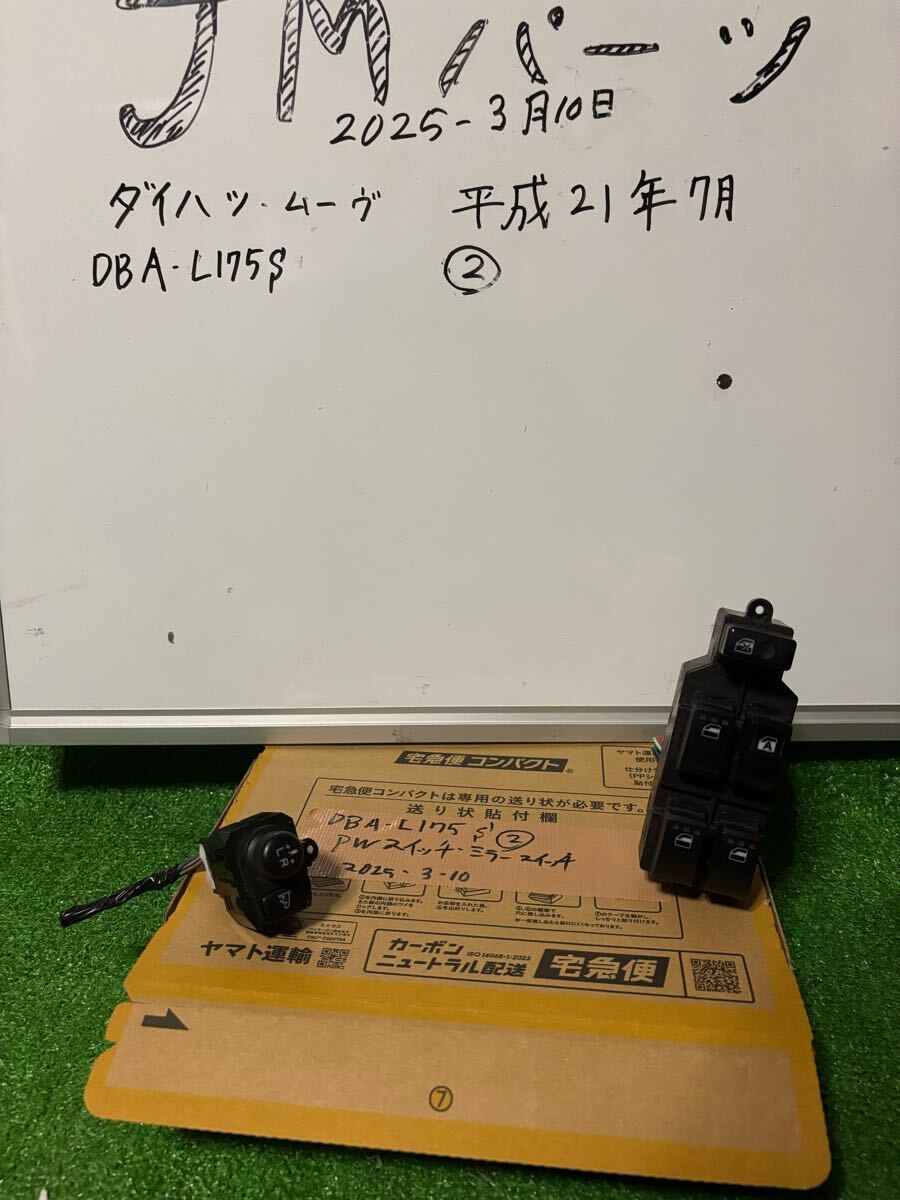 JMパーツ
2025-3月10日
ダイハツ・ムーヴ 平成21年7月
DBA-L175S ②
宅急便コンパクト
宅急便コンパクトは専用の送り状が必要です。
送り状貼付欄
DBA-L175S ②
PWスイッチ・ミラースイッチ
2025-3-10
ヤマト運輸
カーボン
ニュートラル配送
ISO 14068-1:2023
宅急便
⑦
L R
A